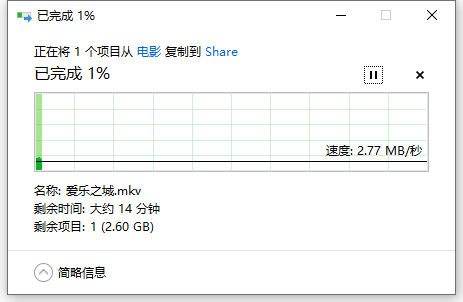 已完成 1%
正在将 1 个项目从 电影 复制到 Share
已完成 1%
速度: 2.77 MB/秒
名称: 爱乐之城.mkv
剩余时间: 大约 14 分钟
剩余项目: 1 (2.60 GB)
简略信息